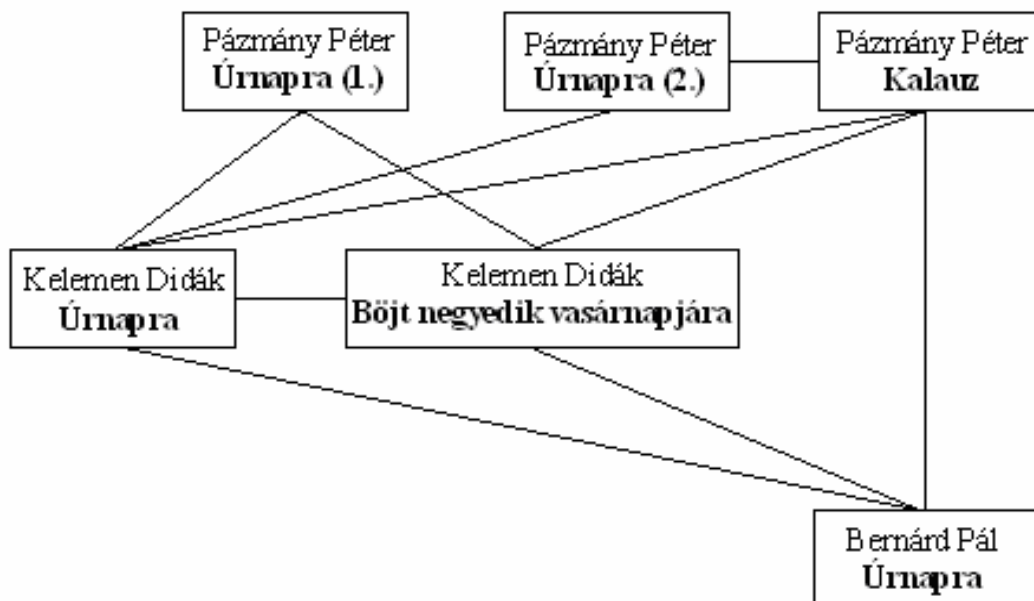 Pázmány Péter
Úrnapra (1.)
Pázmány Péter
Úrnapra (2.)
Pázmány Péter
Kalauz
Kelemen Didák
Úrnapra
Kelemen Didák
Böjt negyedik vasárnapjára
Bernárd Pál
Úrnapra